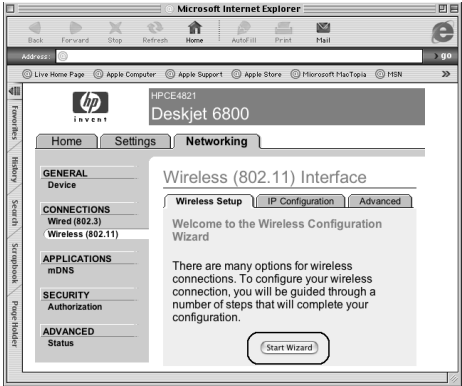 Microsoft Internet Explorer
Back Forward Stop Refresh Home AutoFill Print Mail
Address: go
Live Home Page Apple Computer Apple Support Apple Store Microsoft MacTopia MSN »
Favorites
History
Search
Scrapbook
Page Holder
hp
invent
HPCE4821
Deskjet 6800
Home Settings Networking
GENERAL
Device
CONNECTIONS
Wired (802.3)
Wireless (802.11)
APPLICATIONS
mDNS
SECURITY
Authorization
ADVANCED
Status
Wireless (802.11) Interface
Wireless Setup IP Configuration Advanced
Welcome to the Wireless Configuration
Wizard
There are many options for wireless
connections. To configure your wireless
connection, you will be guided through a
number of steps that will complete your
configuration.
Start Wizard